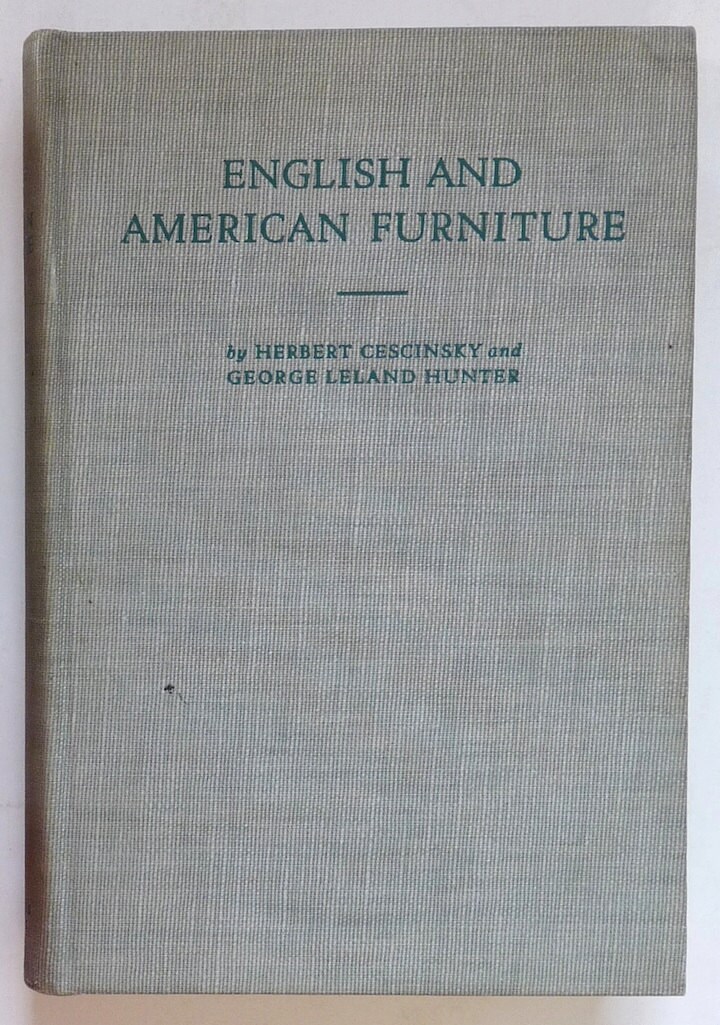 ENGLISH AND
AMERICAN FURNITURE
by HERBERT CESCINSKY and
GEORGE LELAND HUNTER